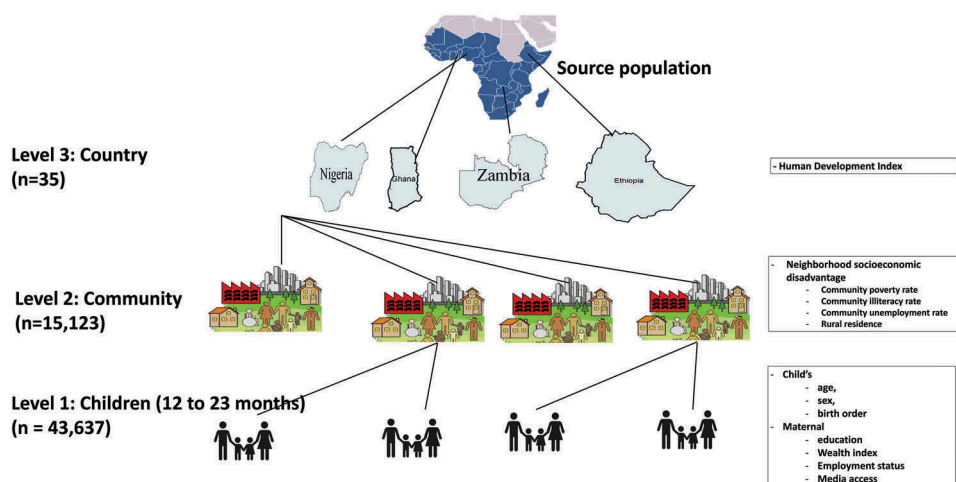 Source population
Level 3: Country
(n=35)
Nigeria
Ghana
Zambia
Ethiopia
- Human Development Index
Level 2: Community
(n=15,123)
- Neighborhood socioeconomic
disadvantage
- Community poverty rate
- Community illiteracy rate
- Community unemployment rate
- Rural residence
Level 1: Children (12 to 23 months)
(n = 43,637)
- Child's
- age,
- sex,
- birth order
- Maternal
- education
- Wealth index
- Employment status
- Media access